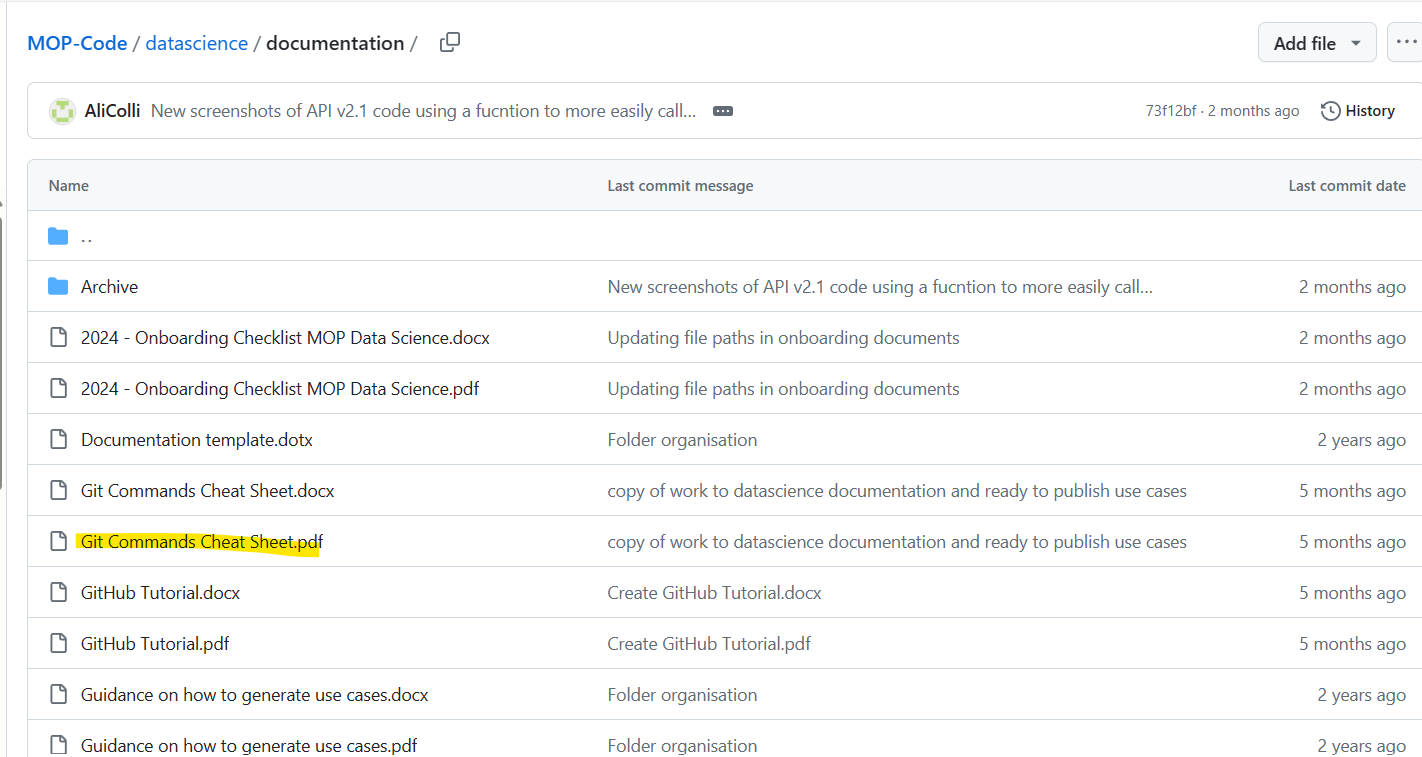 MOP-Code / datascience / documentation /
Add file
AliColli New screenshots of API v2.1 code using a fucntion to more easily call...
73f12bf · 2 months ago History
Name Last commit message Last commit date
..
Archive New screenshots of API v2.1 code using a fucntion to more easily call... 2 months ago
2024 - Onboarding Checklist MOP Data Science.docx Updating file paths in onboarding documents 2 months ago
2024 - Onboarding Checklist MOP Data Science.pdf Updating file paths in onboarding documents 2 months ago
Documentation template.dotx Folder organisation 2 years ago
Git Commands Cheat Sheet.docx copy of work to datascience documentation and ready to publish use cases 5 months ago
Git Commands Cheat Sheet.pdf copy of work to datascience documentation and ready to publish use cases 5 months ago
GitHub Tutorial.docx Create GitHub Tutorial.docx 5 months ago
GitHub Tutorial.pdf Create GitHub Tutorial.pdf 5 months ago
Guidance on how to generate use cases.docx Folder organisation 2 years ago
Guidance on how to generate use cases.pdf Folder organisation 2 years ago